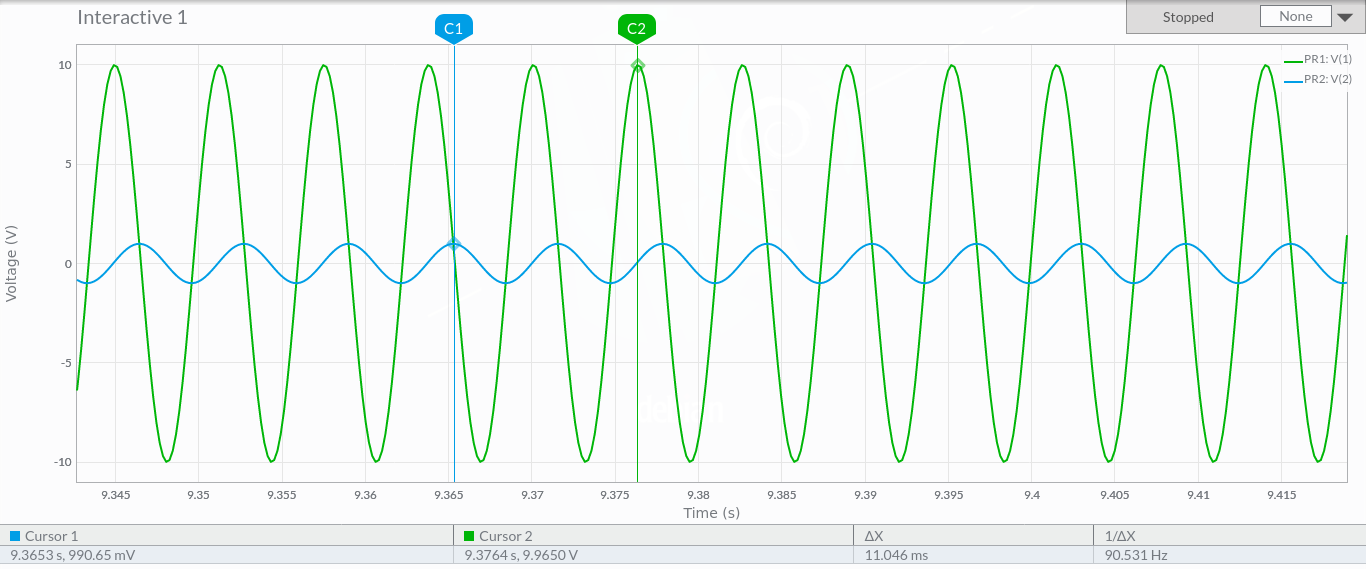 Interactive 1
Stopped
None
C1
C2
PR1: V(1)
PR2: V(2)
10
5
0
-5
-10
Voltage (V)
9.345 9.35 9.355 9.36 9.365 9.37 9.375 9.38 9.385 9.39 9.395 9.4 9.405 9.41 9.415
Time (s)
Cursor 1 Cursor 2 ΔX 1/ΔX
9.3653 s, 990.65 mV 9.3764 s, 9.9650 V 11.046 ms 90.531 Hz